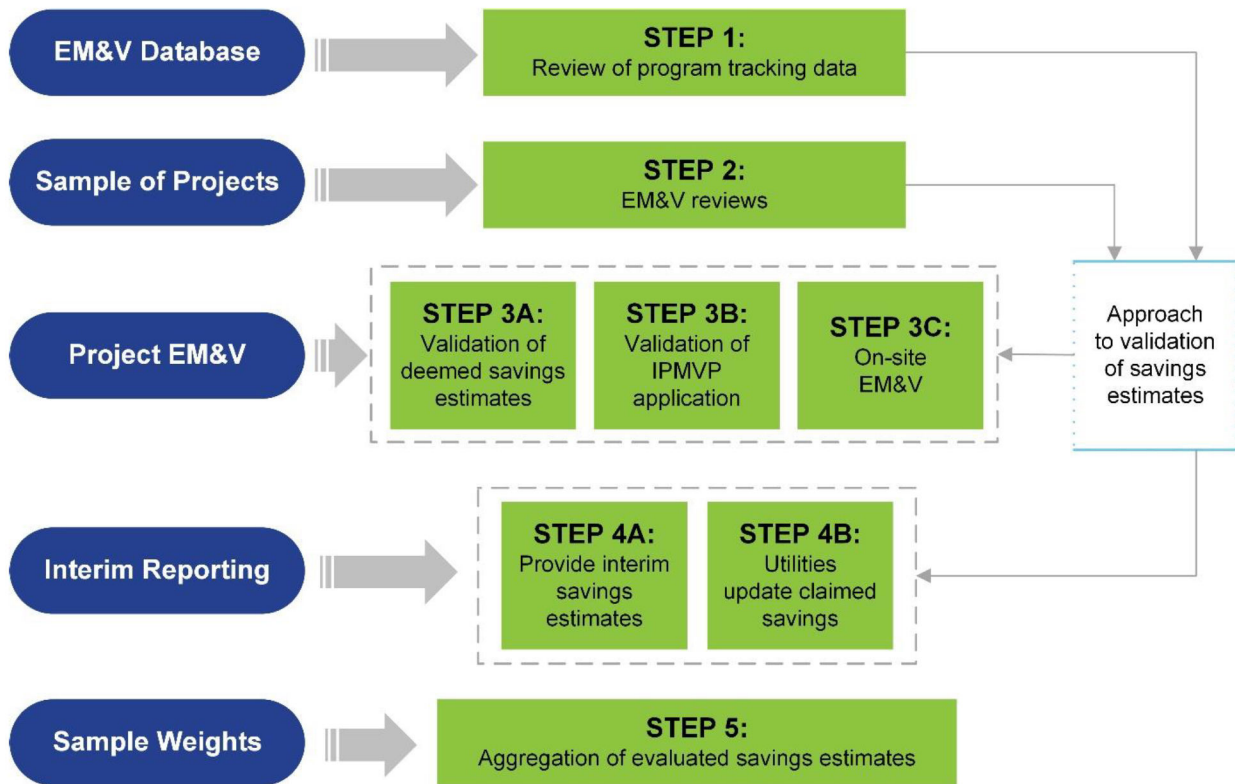 EM&V Database
STEP 1:
Review of program tracking data
Sample of Projects
STEP 2:
EM&V reviews
Project EM&V
STEP 3A:
Validation of
deemed savings
estimates
STEP 3B:
Validation of
IPMVP
application
STEP 3C:
On-site
EM&V
Approach
to validation
of savings
estimates
Interim Reporting
STEP 4A:
Provide interim
savings
estimates
STEP 4B:
Utilities
update claimed
savings
Sample Weights
STEP 5:
Aggregation of evaluated savings estimates